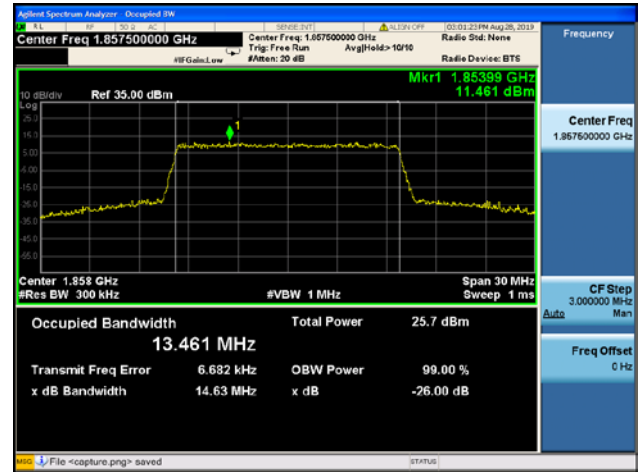 Agilent Spectrum Analyzer Occupied BW
RL RF 50 Ω AC SENSE:INT ALIGN OFF 03:01:23 PM Aug 28, 2019
Center Freq 1.857500000 GHz Center Freq: 1.857500000 GHz Radio Std: None Frequency
Trig: Free Run Avg|Hold:> 10/10
#IFGain:Low #Atten: 20 dB Radio Device: BTS
Mkr1 1.85399 GHz
10 dB/div Ref 35.00 dBm 11.461 dBm
Log
25.0
15.0
5.00
-5.00
-15.0
-25.0
-35.0
-45.0
-55.0
1
Center Freq
1.857500000 GHz
Center 1.858 GHz Span 30 MHz
#Res BW 300 kHz #VBW 1 MHz Sweep 1 ms
CF Step
3.000000 MHz
Auto Man
Occupied Bandwidth Total Power 25.7 dBm
13.461 MHz
Transmit Freq Error 6.682 kHz OBW Power 99.00 %
x dB Bandwidth 14.63 MHz x dB -26.00 dB
Freq Offset
0 Hz
MSG File <capture.png> saved STATUS